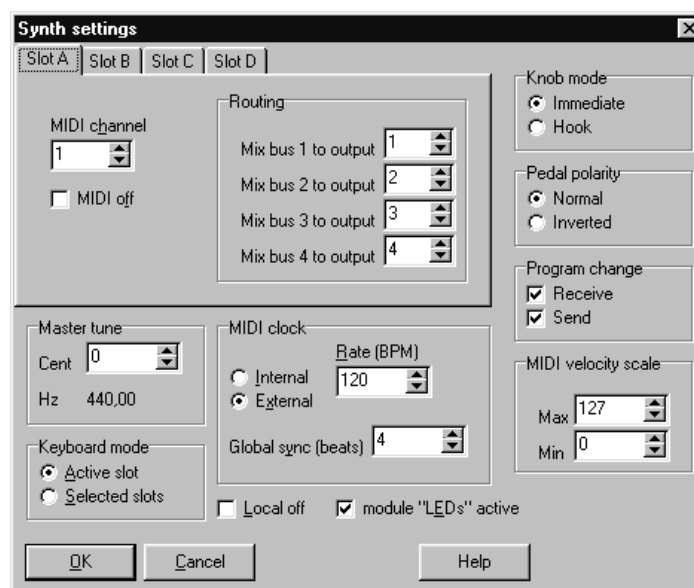 Synth settings
Slot A
Slot B
Slot C
Slot D
MIDI channel
1
MIDI off
Routing
Mix bus 1 to output 1
Mix bus 2 to output 2
Mix bus 3 to output 3
Mix bus 4 to output 4
Knob mode
Immediate
Hook
Pedal polarity
Normal
Inverted
Program change
Receive
Send
Master tune
Cent 0
Hz 440,00
MIDI clock
Internal
External
Rate (BPM)
120
Global sync (beats) 4
MIDI velocity scale
Max 127
Min 0
Keyboard mode
Active slot
Selected slots
Local off
module "LEDs" active
OK
Cancel
Help